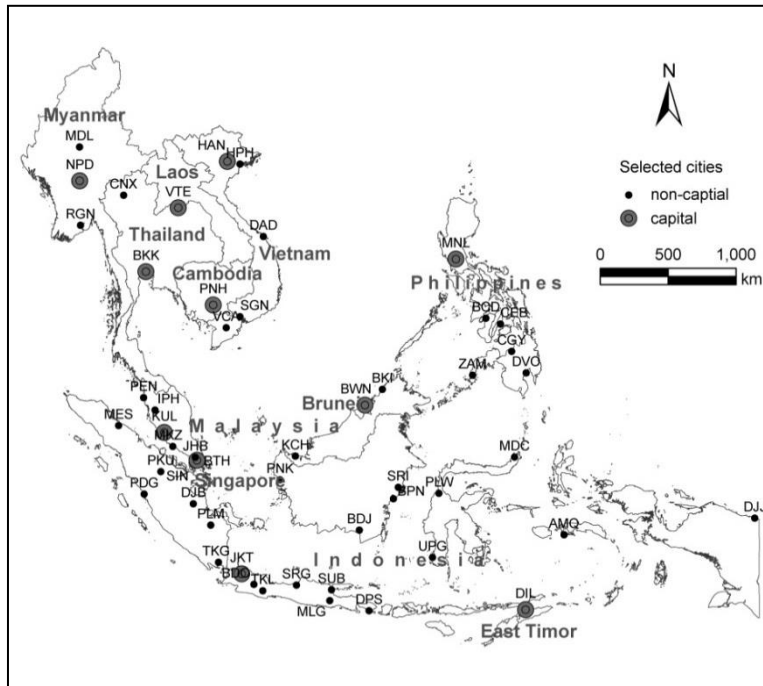 N
Myanmar
MDL
HAN
HPH
Selected cities
NPD
Laos
non-captial
CNX
VTE
capital
RGN
DAD
Thailand
Vietnam
MNL
0 500 1,000
BKK
Cambodia
km
PNH
Philippines
SGN
VCA
BCD
CEB
CGY
ZAM
DVO
PEN
BWN
BKI
IPH
Brunei
MES
KUL
Malaysia
MKZ
JHB
KCH
MDC
PKU
BTH
SIN
PNK
Singapore
SRI
PLW
PDG
BPN
DJB
DJJ
PLM
BDJ
AMQ
TKG
JKT
Indonesia
UPG
BDO
TKL
SRG
SUB
DIL
MLG
DPS
East Timor